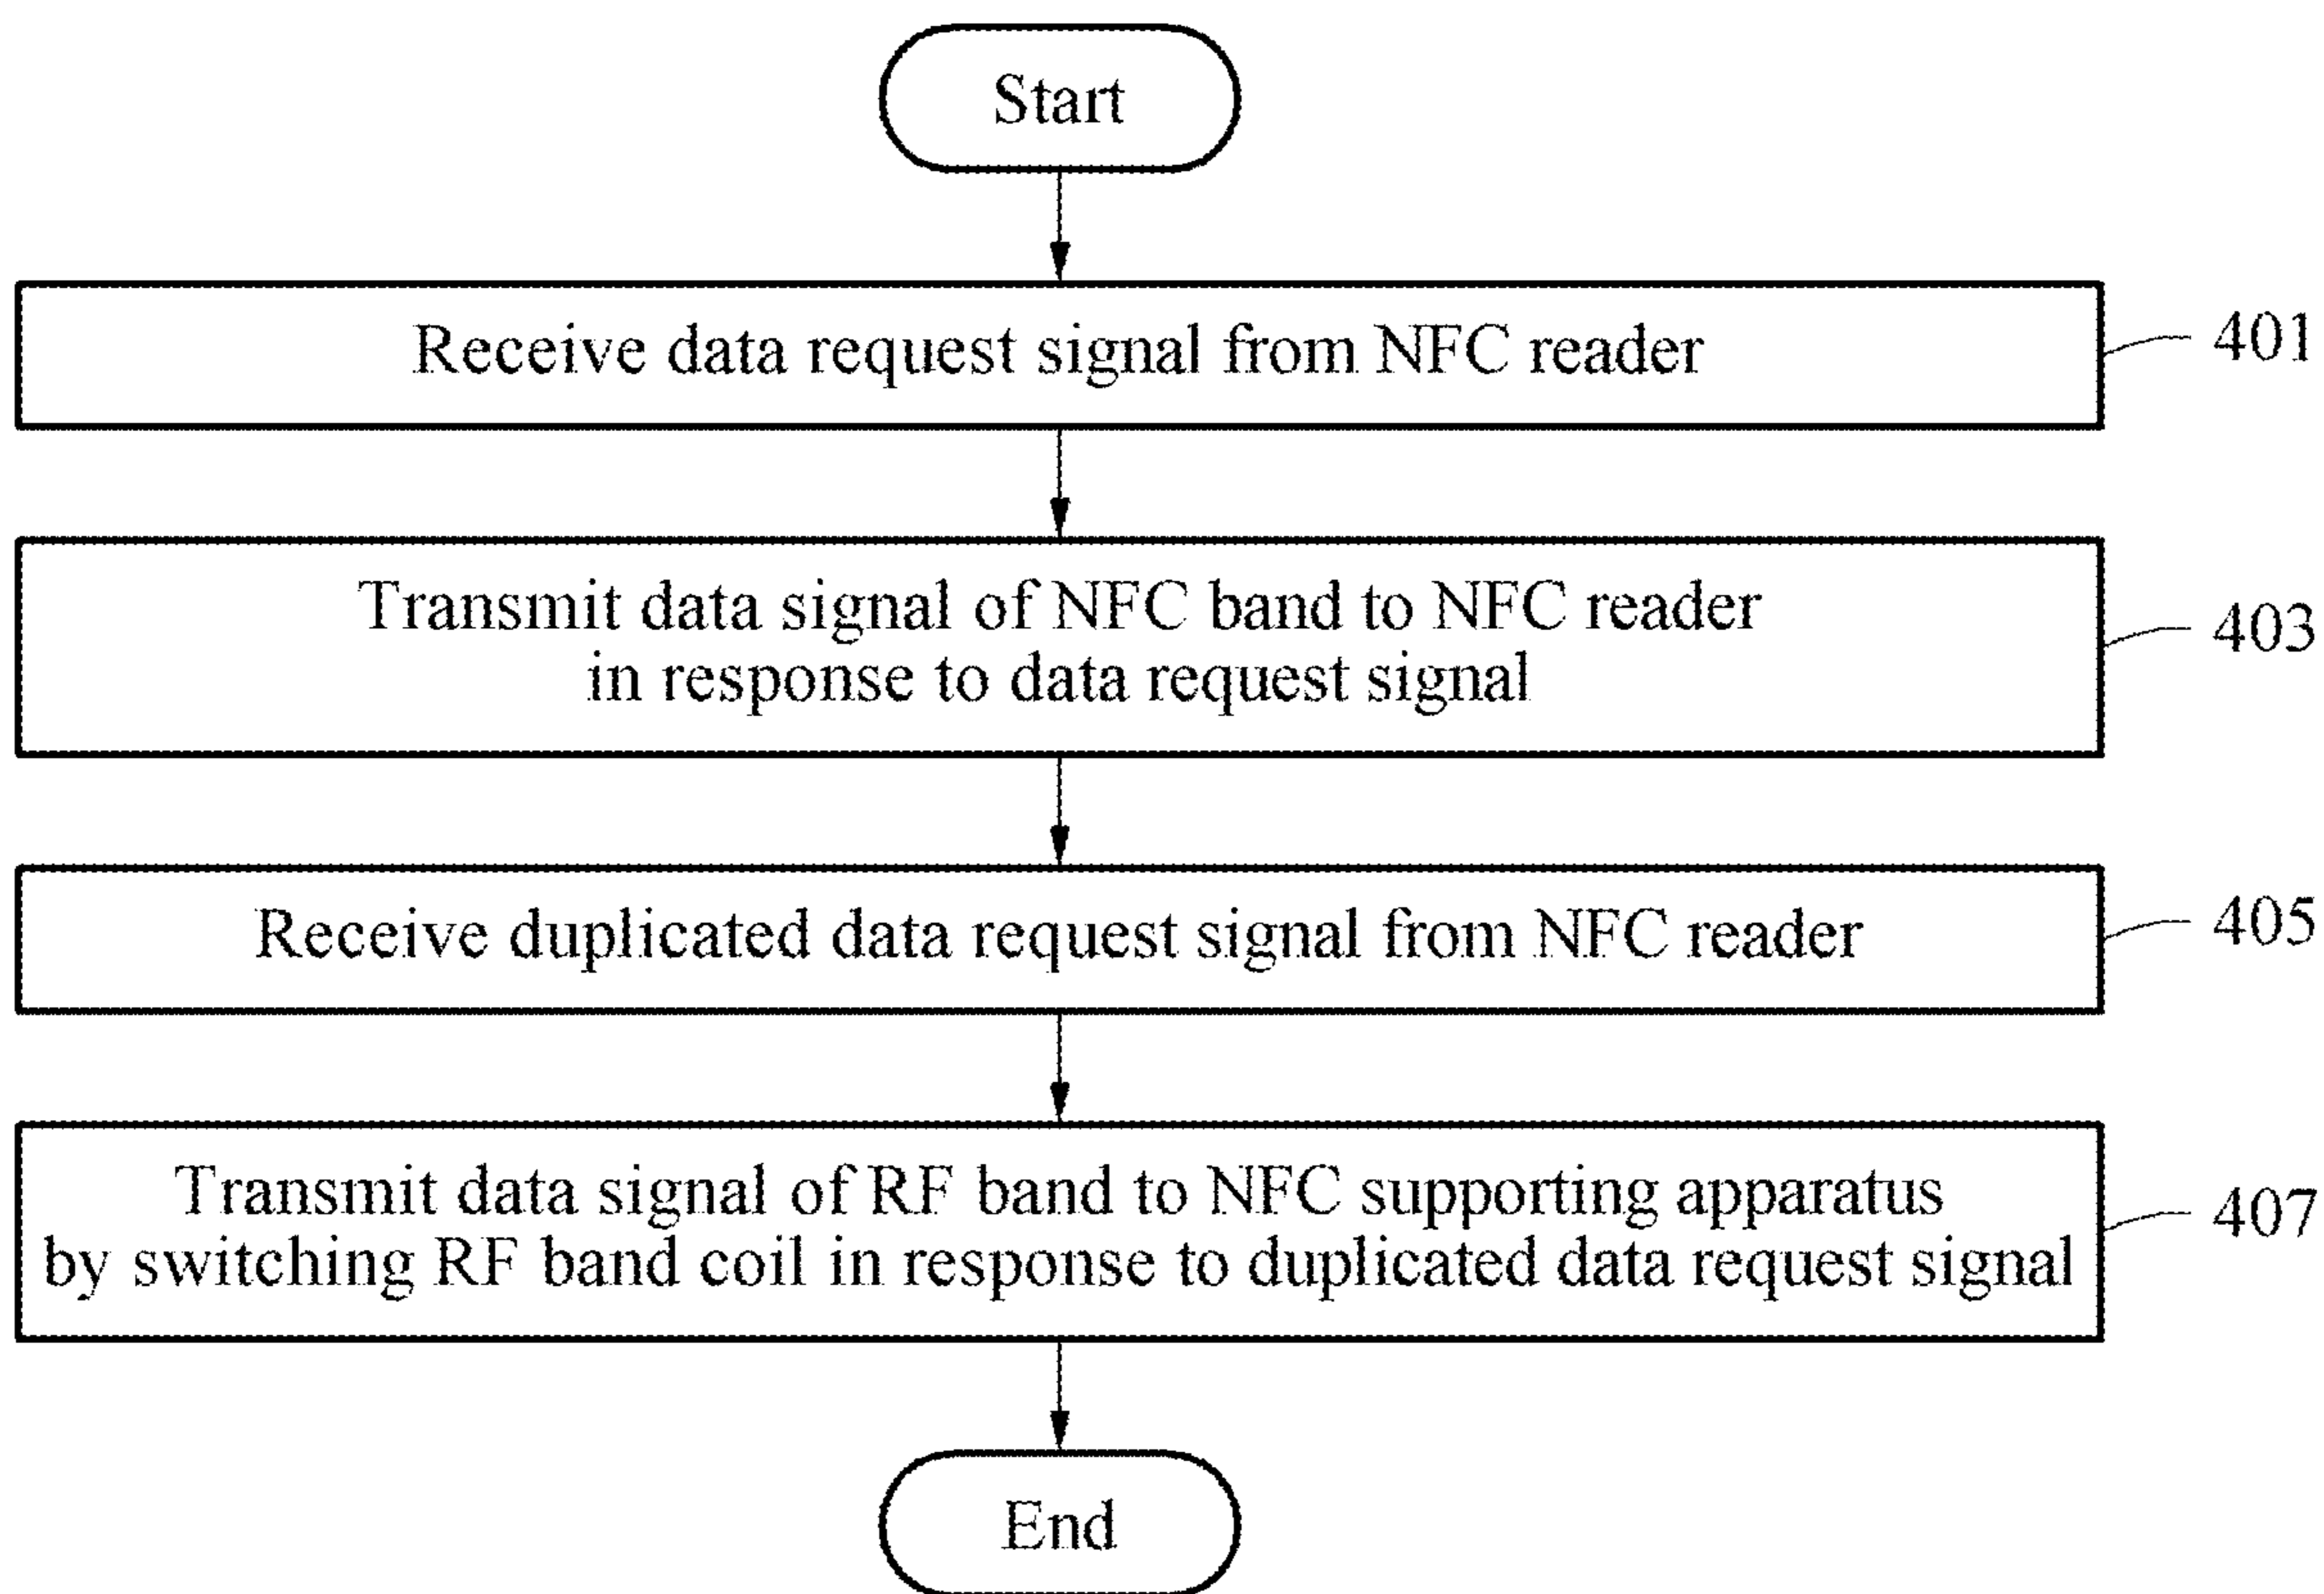 Start
Receive data request signal from NFC reader
401
Transmit data signal of NFC band to NFC reader
in response to data request signal
403
Receive duplicated data request signal from NFC reader
405
Transmit data signal of RF band to NFC supporting apparatus
by switching RF band coil in response to duplicated data request signal
407
End